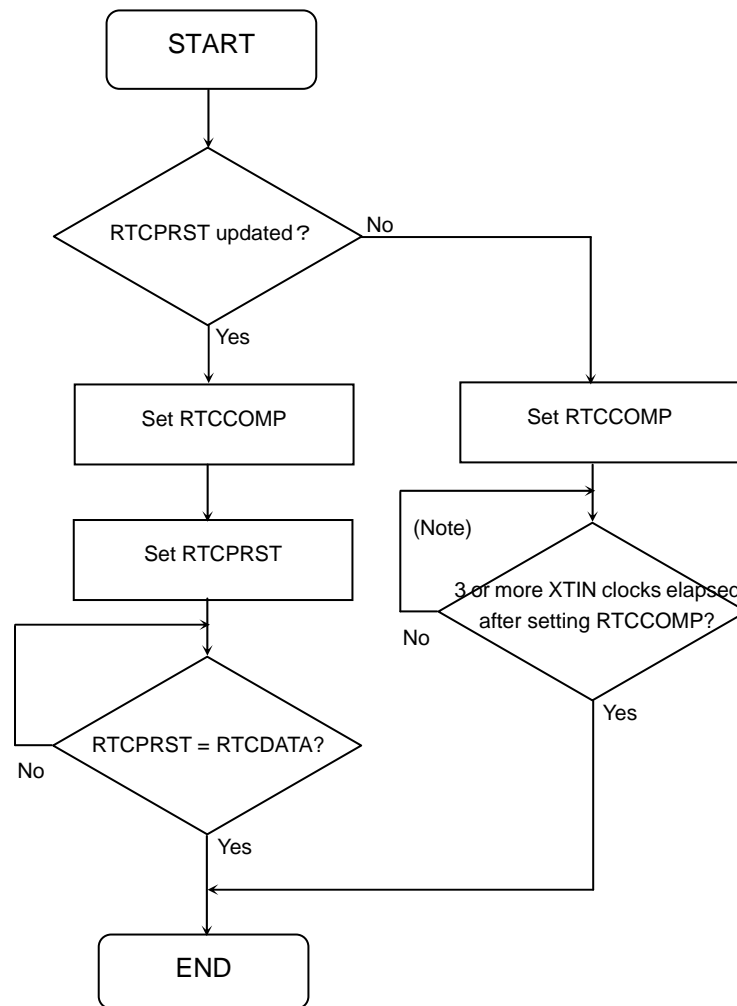 START
RTCPRST updated?
No
Yes
Set RTCCOMP
Set RTCCOMP
Set RTCPRST
(Note)
3 or more XTIN clocks elapsed
after setting RTCCOMP?
No
Yes
RTCPRST = RTCDATA?
No
Yes
END